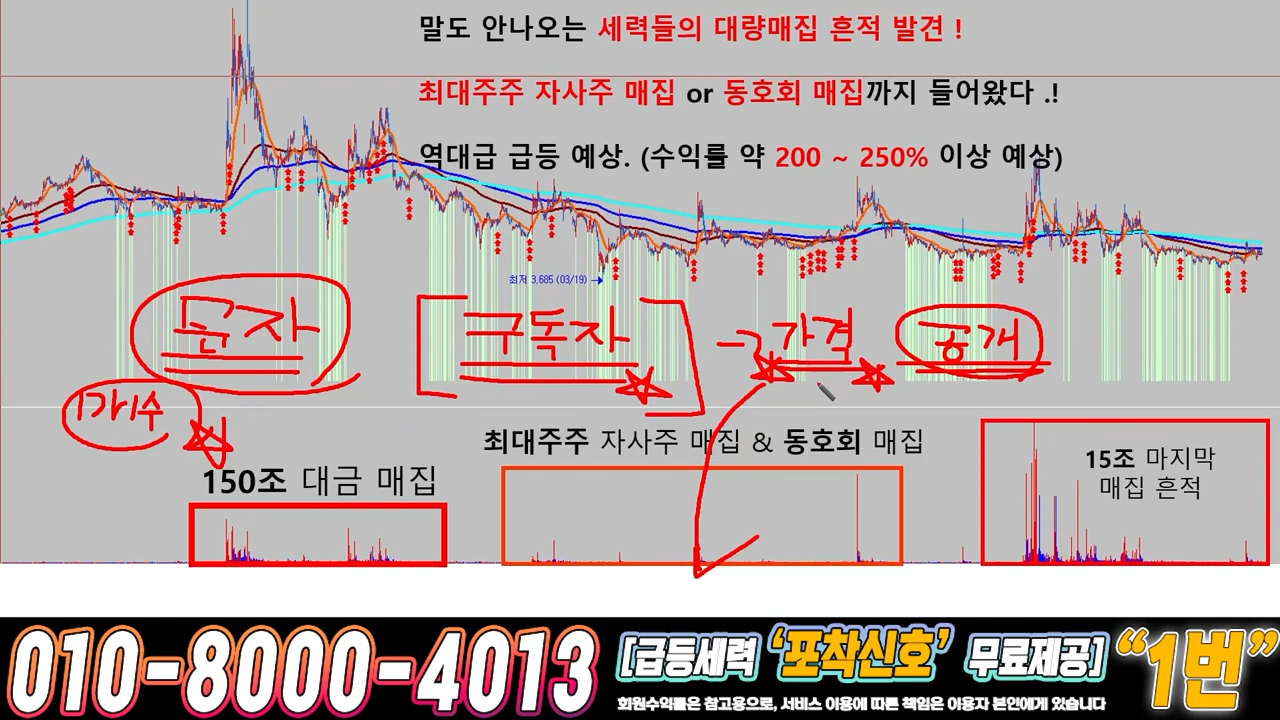 말도 안나오는 세력들의 대량매집 흔적 발견 !
최대주주 자사주 매집 or 동호회 매집까지 들어왔다 .!
역대급 급등 예상. (수익률 약 200 ~ 250% 이상 예상)
최저 3,685 (03/19)
문자
구독자
가격 공개
최대주주 자사주 매집 & 동호회 매집
150조 대금 매집
15조 마지막
매집 흔적
010-8000-4013
[급등세력 '포착신호' 무료제공] "1번"
회원수익률은 참고용으로, 서비스 이용에 따른 책임은 이용자 본인에게 있습니다